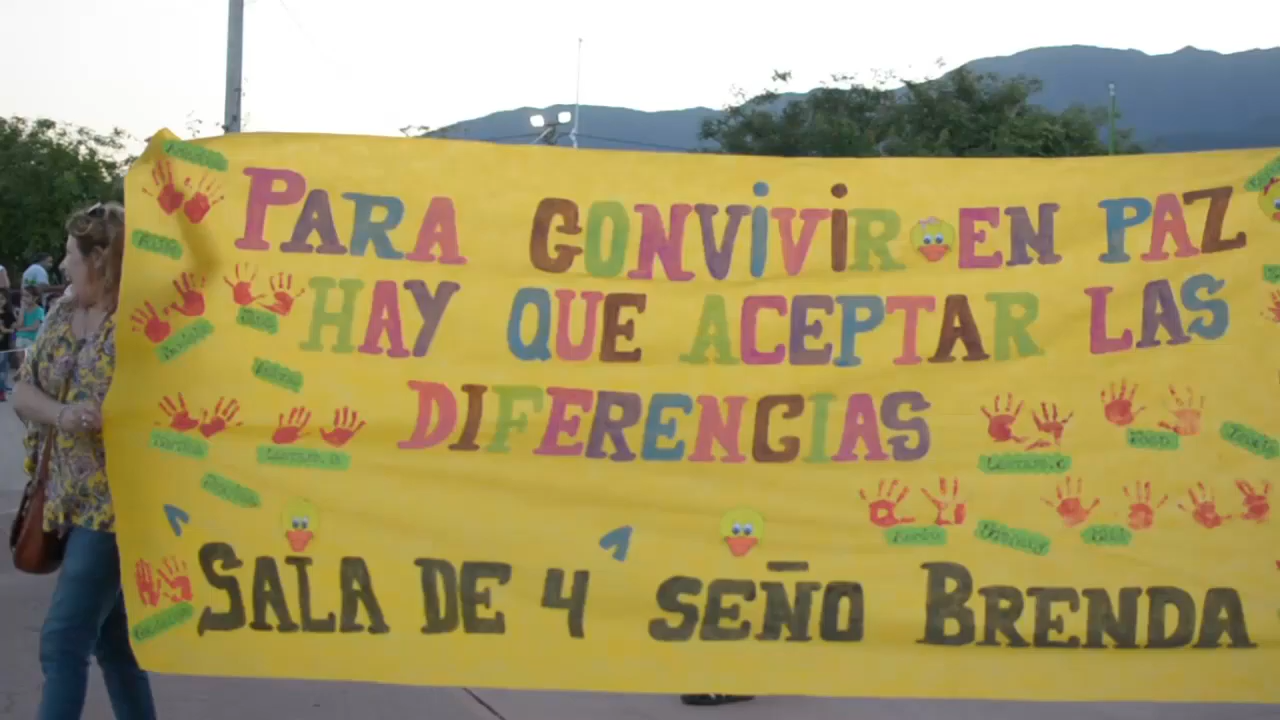 PARA CONVIVIR EN PAZ
HAY QUE ACEPTAR LAS
DIFERENCIAS
SALA DE 4 SEÑO BRENDA